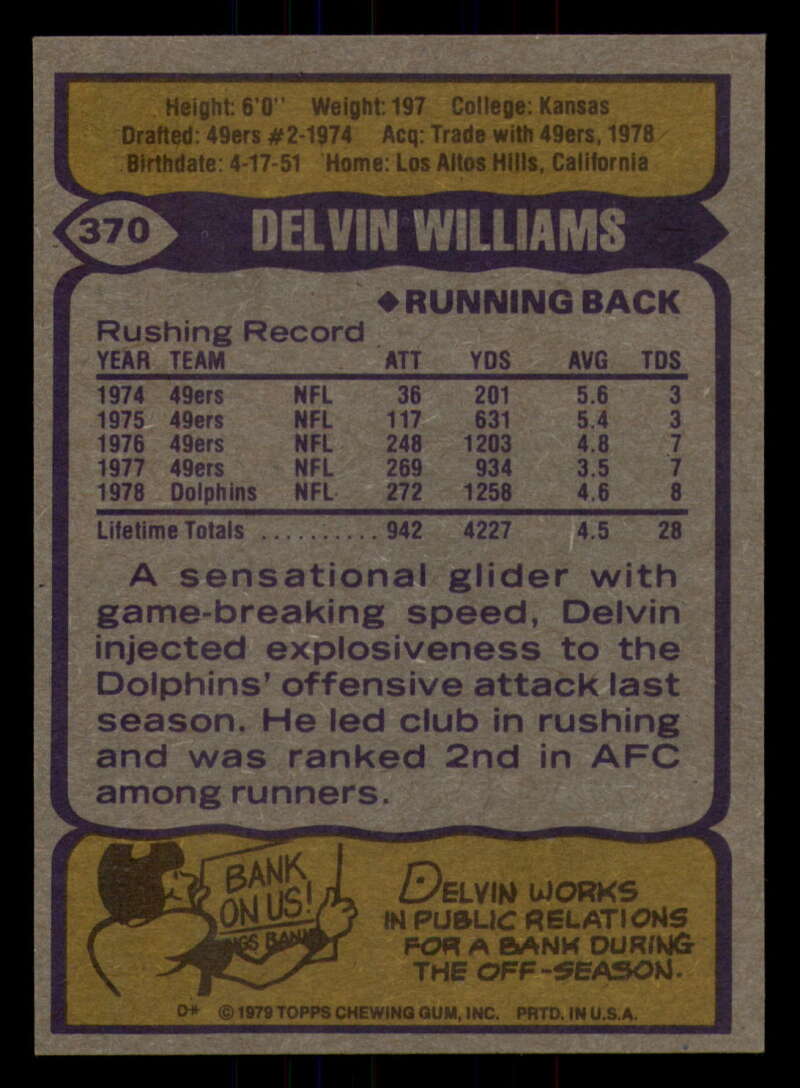 Height: 6'0" Weight: 197 College: Kansas
Drafted: 49ers #2-1974 Acq: Trade with 49ers, 1978
Birthdate: 4-17-51 Home: Los Altos Hills, California
370 DELVIN WILLIAMS
◆RUNNING BACK
Rushing Record
YEAR TEAM ATT YDS AVG TDS
1974 49ers NFL 36 201 5.6 3
1975 49ers NFL 117 631 5.4 3
1976 49ers NFL 248 1203 4.8 7
1977 49ers NFL 269 934 3.5 7
1978 Dolphins NFL 272 1258 4.6 8
Lifetime Totals .......... 942 4227 4.5 28
A sensational glider with
game-breaking speed, Delvin
injected explosiveness to the
Dolphins' offensive attack last
season. He led club in rushing
and was ranked 2nd in AFC
among runners.
BANK
ON US!
NGS BANK
DELVIN WORKS
IN PUBLIC RELATIONS
FOR A BANK DURING
THE OFF-SEASON.
D* © 1979 TOPPS CHEWING GUM, INC. PRTD. IN U.S.A.